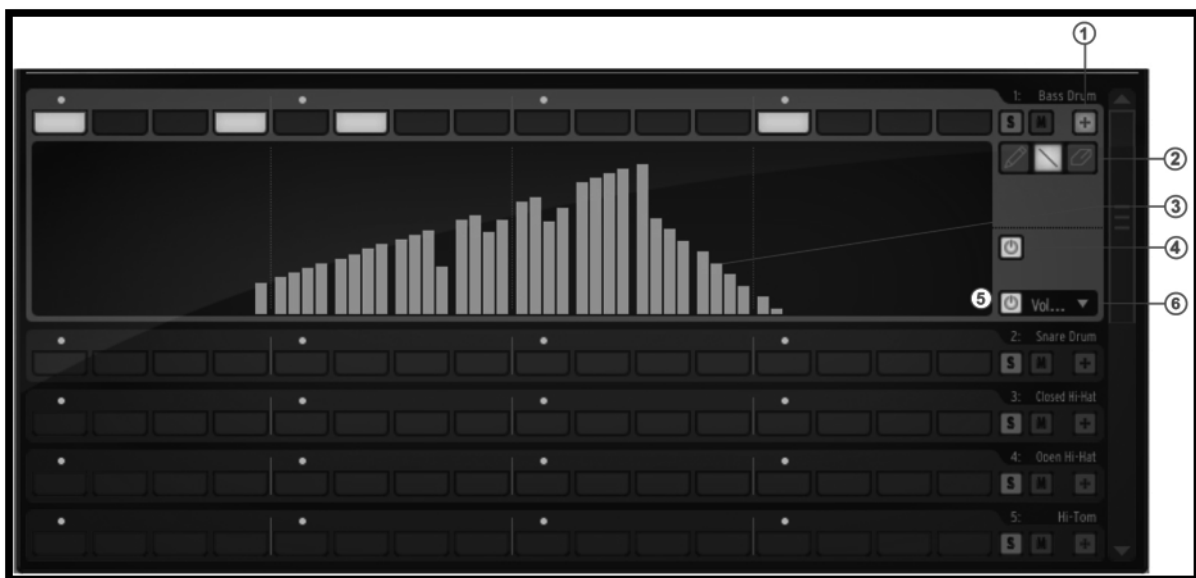 ①
1: Bass Drum
S M +
②
③
④
⑤ Vol... ▼ ⑥
2: Snare Drum
S M +
3: Closed Hi-Hat
S M +
4: Open Hi-Hat
S M +
5: Hi-Tom
S M +